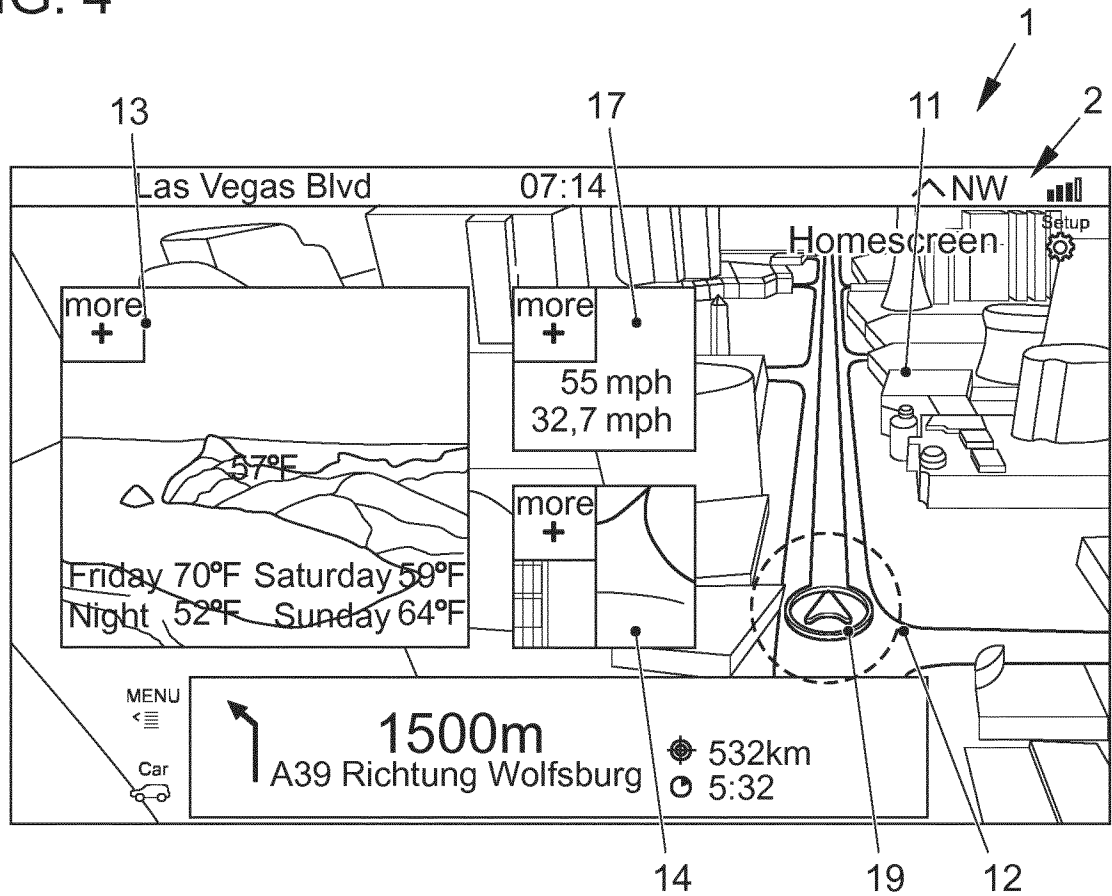 FIG. 4
1
13
17
11
2
Las Vegas Blvd
07:14
NW
Setup
Homescreen
more
+
more
+
55 mph
32,7 mph
57°F
more
+
Friday 70°F Saturday 59°F
Night 52°F Sunday 64°F
MENU
1500m
A39 Richtung Wolfsburg
532km
5:32
Car
14
19
12